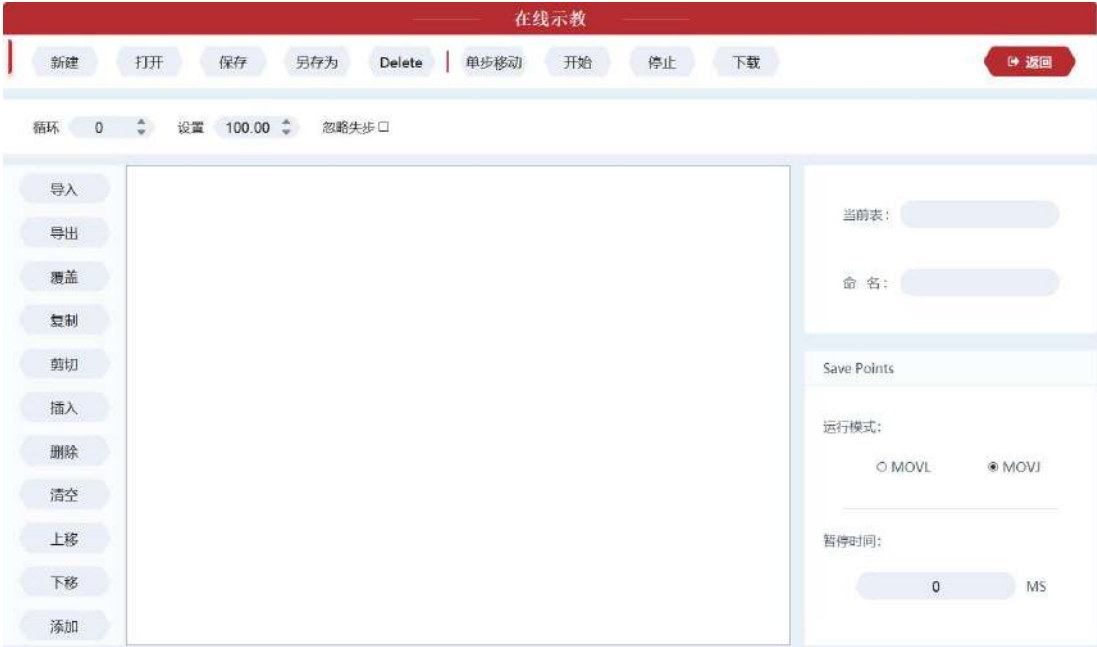 在线示教
新建 打开 保存 另存为 Delete 单步移动 开始 停止 下载 返回
循环 0 设置 100.00 忽略失步
导入
导出
覆盖
复制
剪切
插入
删除
清空
上移
下移
添加
当前表:
命 名:
Save Points
运行模式:
MOVL MOVJ
暂停时间:
0 MS